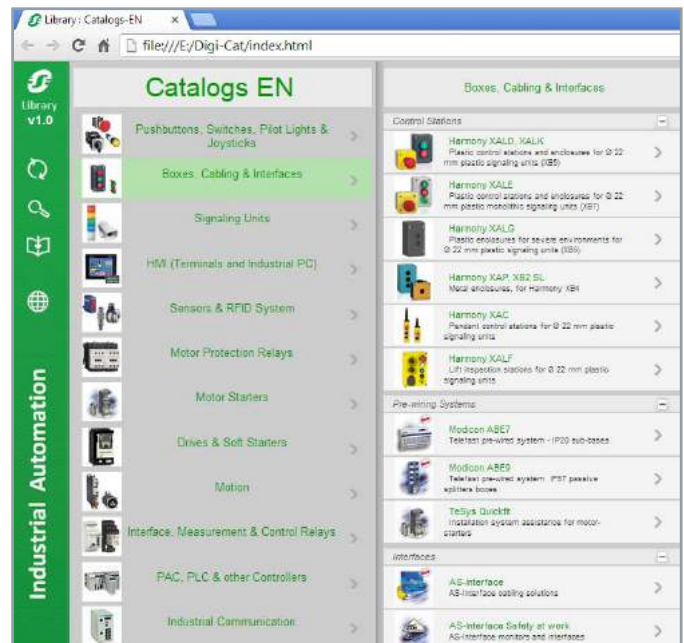 Library : Catalogs-EN
file:///E:/Digi-Cat/index.html
Library
v1.0
Industrial Automation
Catalogs EN
Pushbuttons, Switches, Pilot Lights &
Joysticks
Boxes, Cabling & Interfaces
Signaling Units
HMI (Terminals and Industrial PC)
Sensors & RFID System
Motor Protection Relays
Motor Starters
Drives & Soft Starters
Motion
Interface, Measurement & Control Relays
PAC, PLC & other Controllers
Industrial Communication
Boxes, Cabling & Interfaces
Control Stations
Harmony XALD, XALK
Plastic control stations and enclosures for Ø 22
mm plastic signaling units (XB5)
Harmony XALE
Plastic control stations and enclosures for Ø 22
mm plastic monolithic signaling units (XB7)
Harmony XALG
Plastic enclosures for severe environments for
Ø 22 mm plastic signaling units (XB5)
Harmony XAP, XB2 SL
Metal enclosures, for Harmony XB4
Harmony XAC
Pendant control stations for Ø 22 mm plastic
signaling units
Harmony XALF
Lift inspection stations for Ø 22 mm plastic
signaling units
Pre-wiring Systems
Modicon ABE7
Telefast pre-wired system - IP20 sub-bases
Modicon ABE9
Telefast pre-wired system IP67 passive
splitters boxes
TeSys Quickfit
Installation system assistance for motor-
starters
Interfaces
AS-Interface
AS-Interface cabling solutions
AS-Interface Safety at work
AS-Interface monitors and interfaces